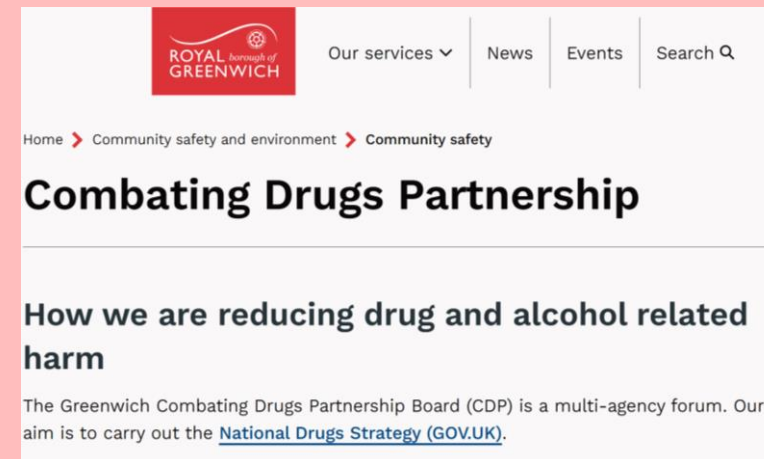 ROYAL borough of
GREENWICH
Our services
News
Events
Search
Home
Community safety and environment
Community safety
Combating Drugs Partnership
How we are reducing drug and alcohol related
harm
The Greenwich Combating Drugs Partnership Board (CDP) is a multi-agency forum. Our
aim is to carry out the National Drugs Strategy (GOV.UK).